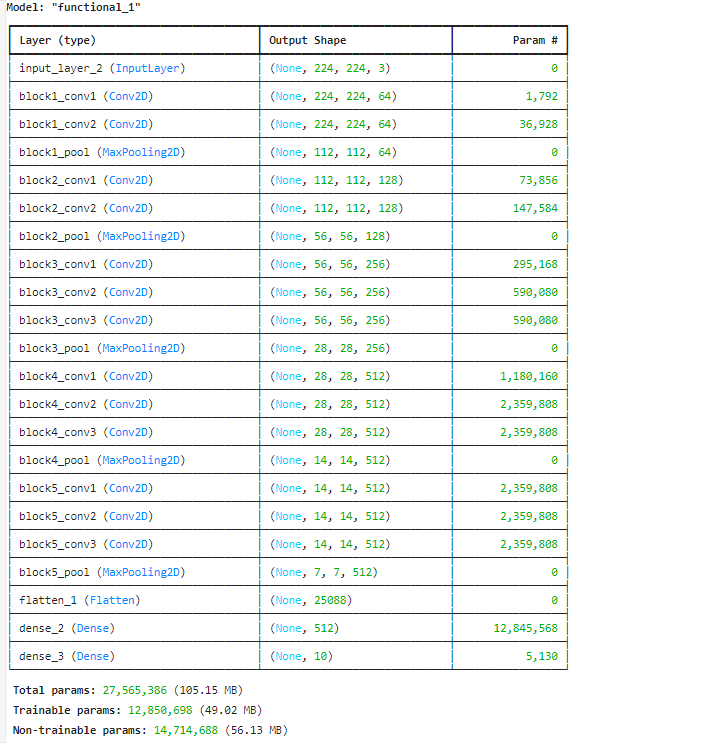 Model: "functional_1"
Layer (type) Output Shape Param #
input_layer_2 (InputLayer) (None, 224, 224, 3) 0
block1_conv1 (Conv2D) (None, 224, 224, 64) 1,792
block1_conv2 (Conv2D) (None, 224, 224, 64) 36,928
block1_pool (MaxPooling2D) (None, 112, 112, 64) 0
block2_conv1 (Conv2D) (None, 112, 112, 128) 73,856
block2_conv2 (Conv2D) (None, 112, 112, 128) 147,584
block2_pool (MaxPooling2D) (None, 56, 56, 128) 0
block3_conv1 (Conv2D) (None, 56, 56, 256) 295,168
block3_conv2 (Conv2D) (None, 56, 56, 256) 590,080
block3_conv3 (Conv2D) (None, 56, 56, 256) 590,080
block3_pool (MaxPooling2D) (None, 28, 28, 256) 0
block4_conv1 (Conv2D) (None, 28, 28, 512) 1,180,160
block4_conv2 (Conv2D) (None, 28, 28, 512) 2,359,808
block4_conv3 (Conv2D) (None, 28, 28, 512) 2,359,808
block4_pool (MaxPooling2D) (None, 14, 14, 512) 0
block5_conv1 (Conv2D) (None, 14, 14, 512) 2,359,808
block5_conv2 (Conv2D) (None, 14, 14, 512) 2,359,808
block5_conv3 (Conv2D) (None, 14, 14, 512) 2,359,808
block5_pool (MaxPooling2D) (None, 7, 7, 512) 0
flatten_1 (Flatten) (None, 25088) 0
dense_2 (Dense) (None, 512) 12,845,568
dense_3 (Dense) (None, 10) 5,130
Total params: 27,565,386 (105.15 MB)
Trainable params: 12,850,698 (49.02 MB)
Non-trainable params: 14,714,688 (56.13 MB)